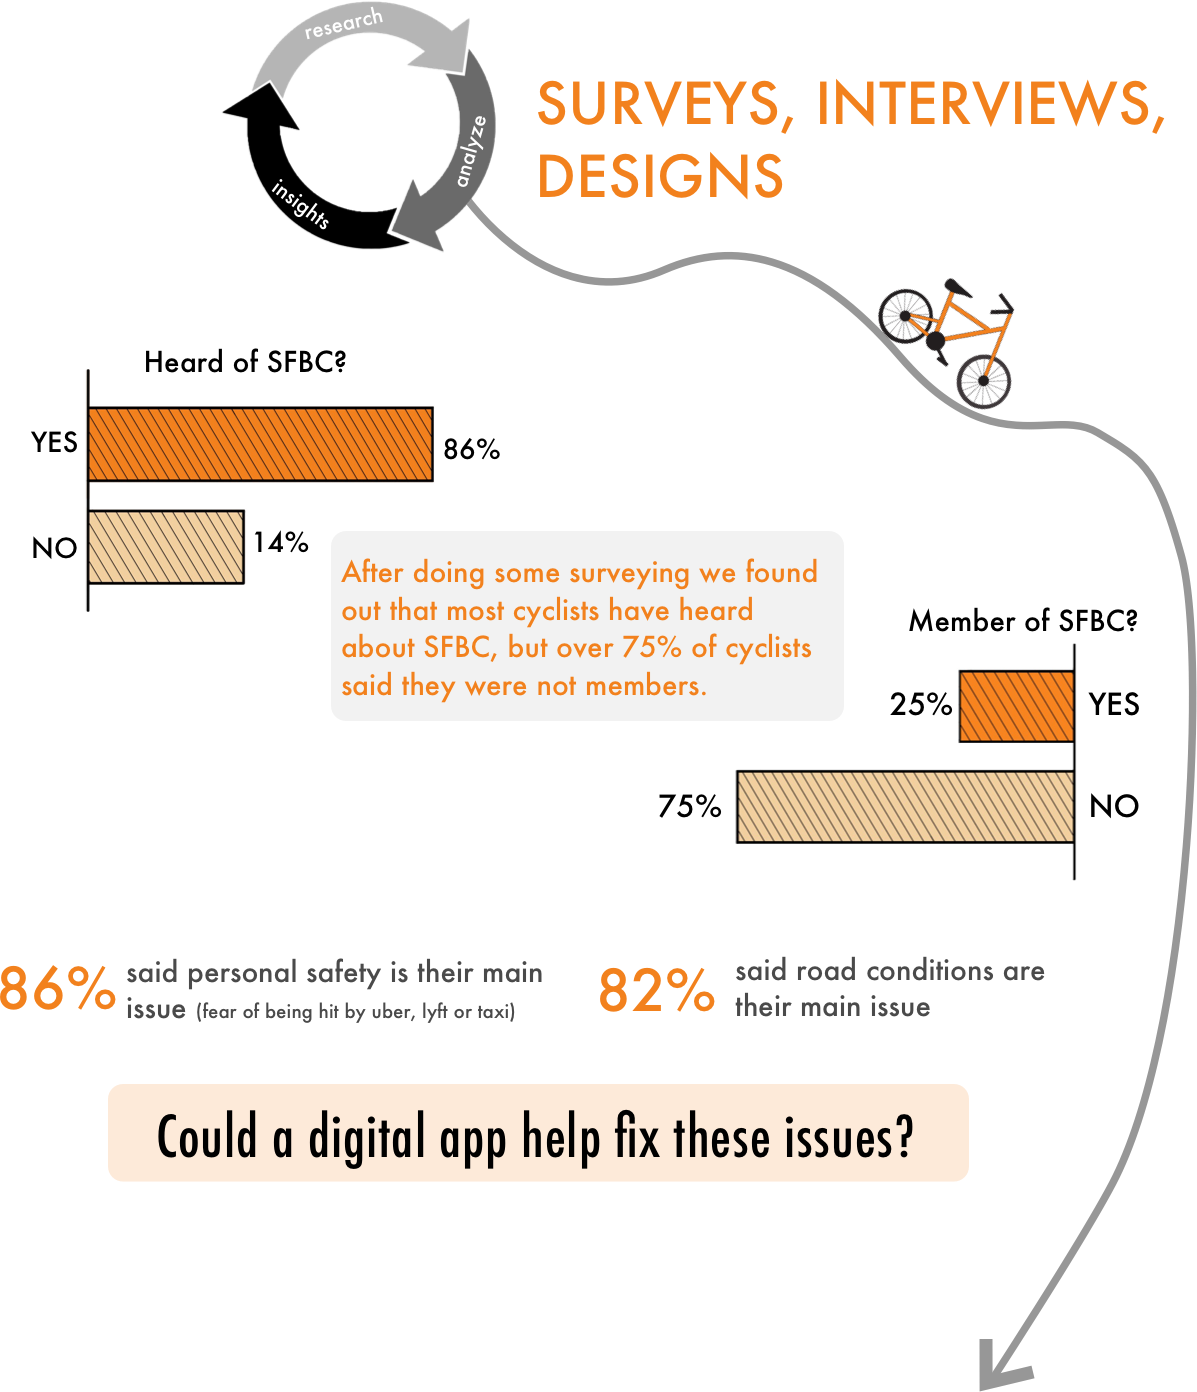 research
analyze
insights
SURVEYS, INTERVIEWS,
DESIGNS
Heard of SFBC?
YES
86%
NO
14%
After doing some surveying we found
out that most cyclists have heard
about SFBC, but over 75% of cyclists
said they were not members.
Member of SFBC?
25%
YES
75%
NO
86%
said personal safety is their main
issue (fear of being hit by uber, lyft or taxi)
82%
said road conditions are
their main issue
Could a digital app help fix these issues?